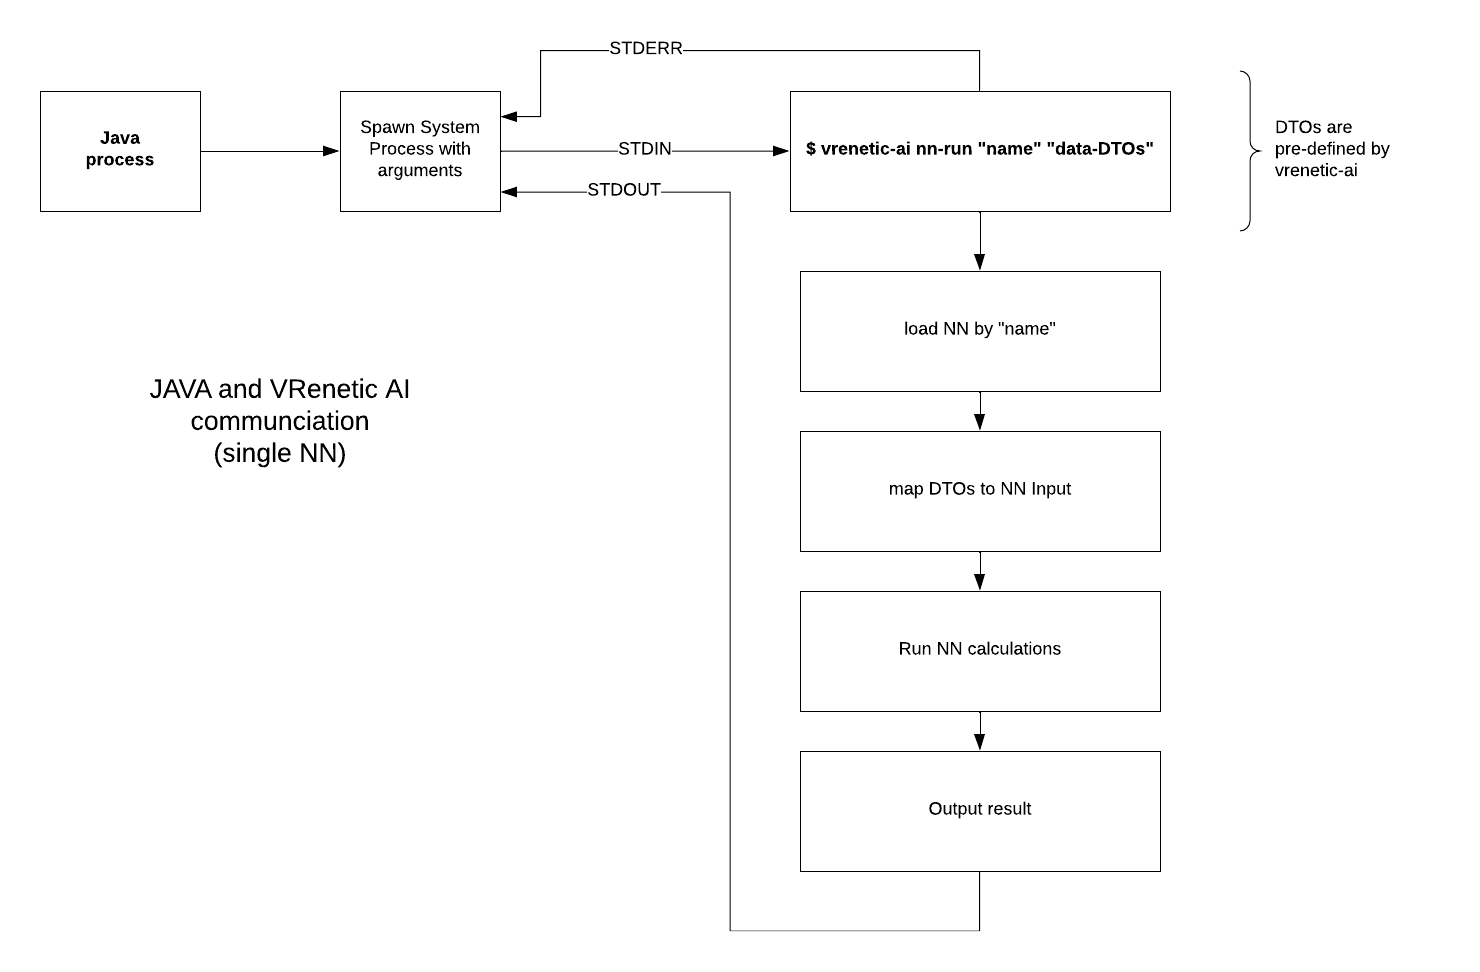 STDERR
Java
process
Spawn System
Process with
arguments
STDIN
STDOUT
$ vrenetic-ai nn-run "name" "data-DTOs"
DTOs are
pre-defined by
vrenetic-ai
load NN by "name"
JAVA and VRenetic AI
communciation
(single NN)
map DTOs to NN Input
Run NN calculations
Output result